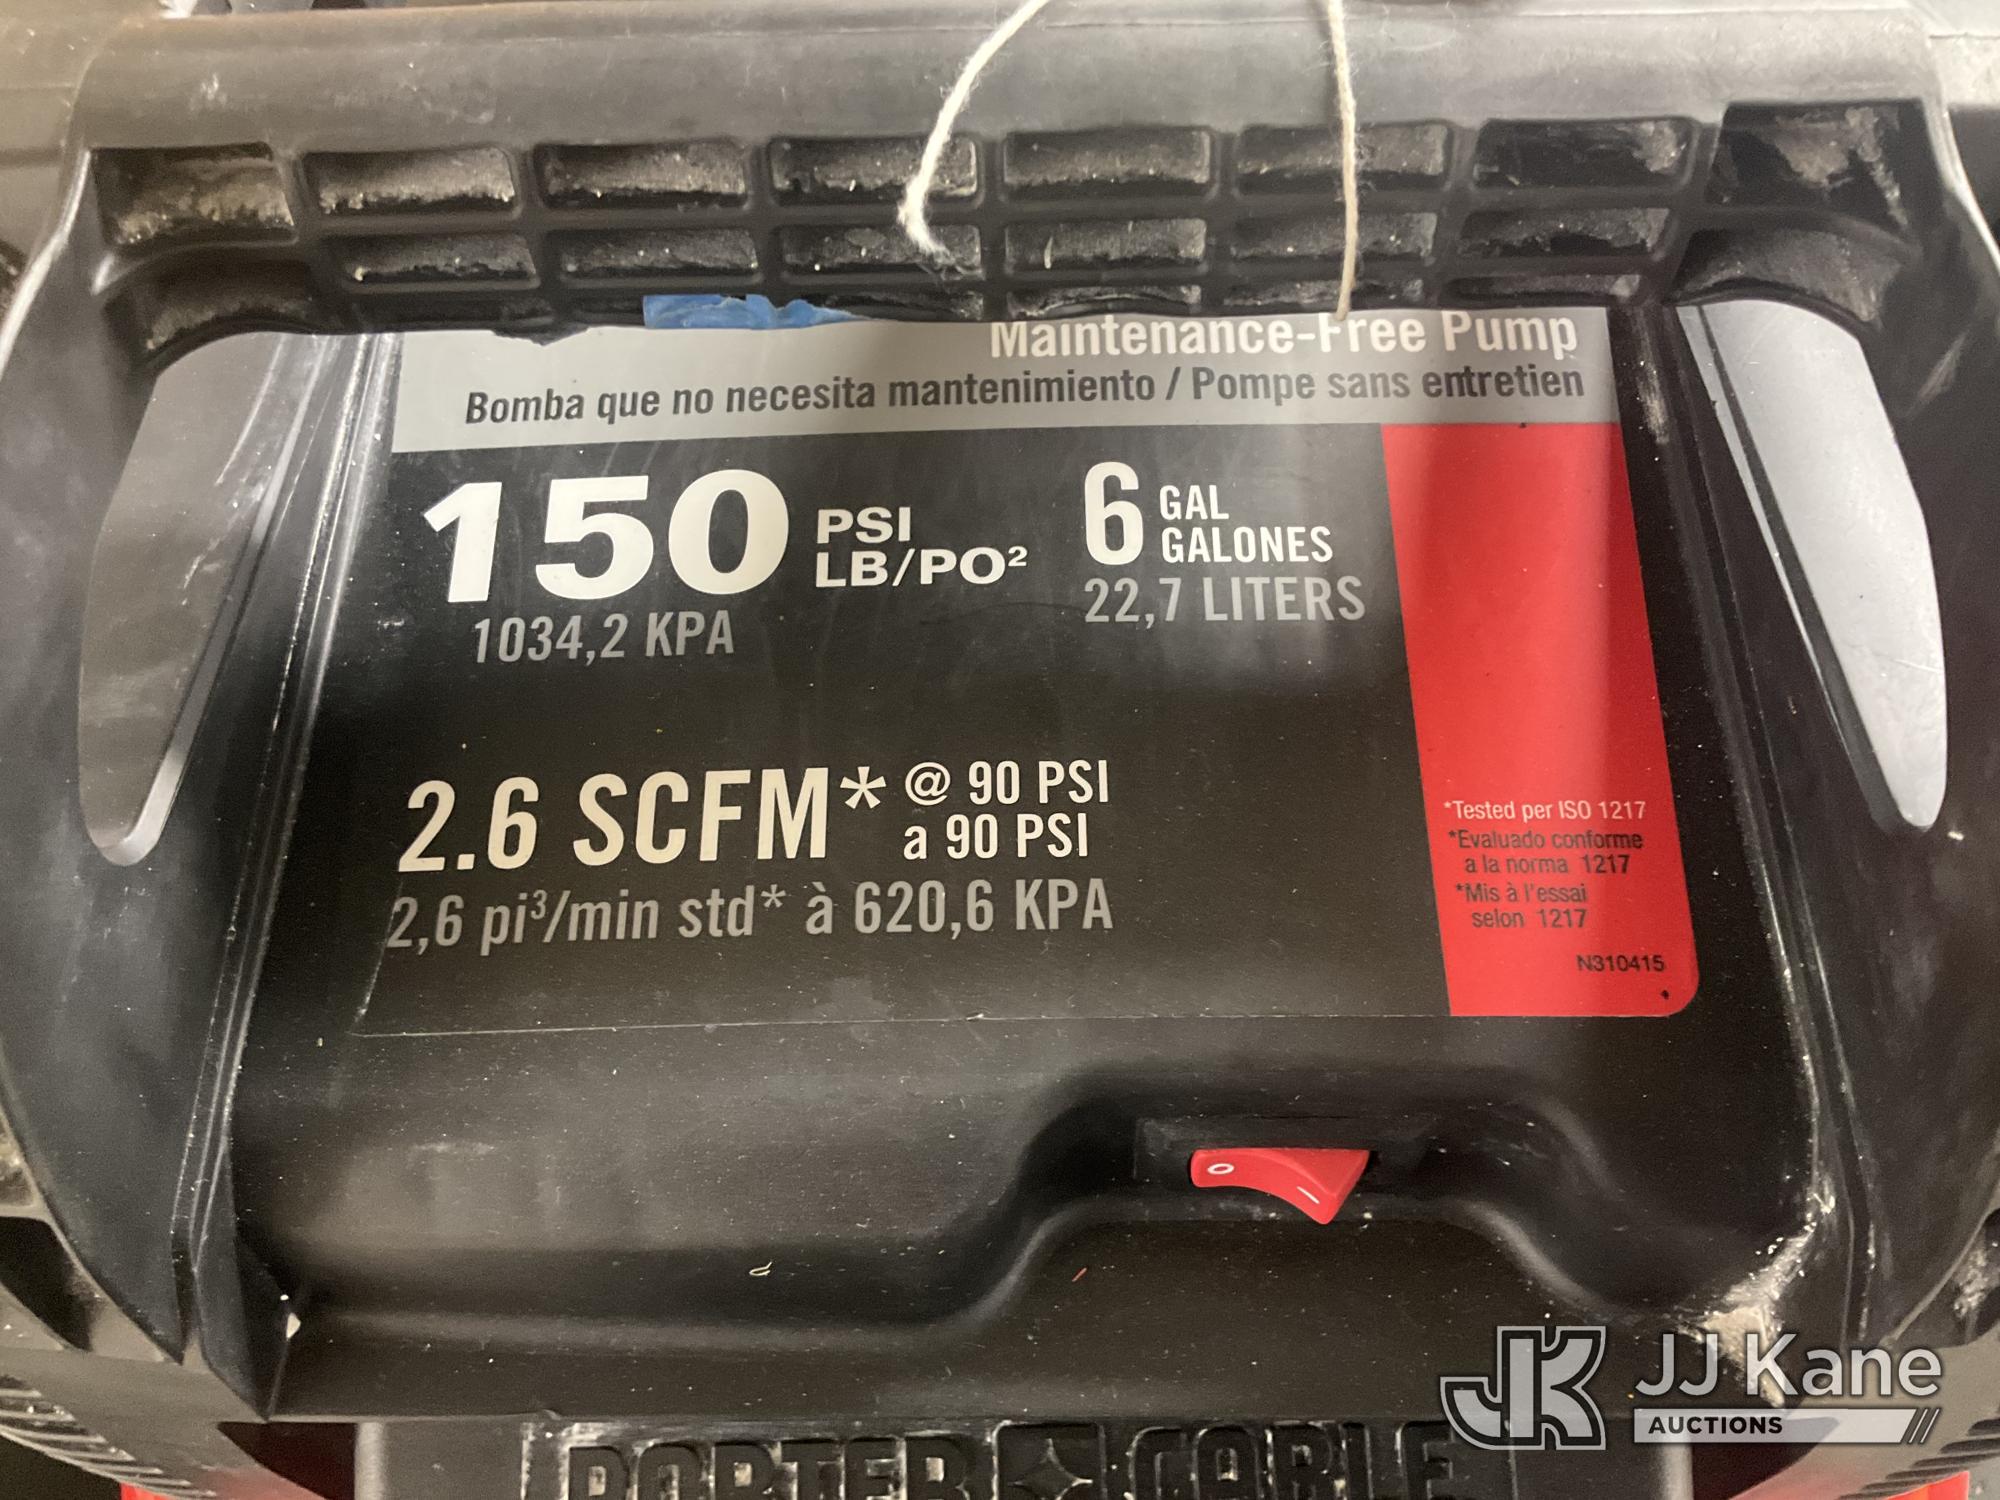 Maintenance-Free Pump
Bomba que no necesita mantenimiento / Pompe sans entretien
150 PSI
LB/PO²
1034,2 KPA
6 GAL
GALONES
22,7 LITERS
2.6 SCFM* @ 90 PSI
a 90 PSI
2,6 pi³/min std* à 620,6 KPA
*Tested per ISO 1217
*Evaluado conforme
a la norma 1217
*Mis à l'essai
selon 1217
N310415
O I
PORTER CABLE
JK JJ Kane
AUCTIONS